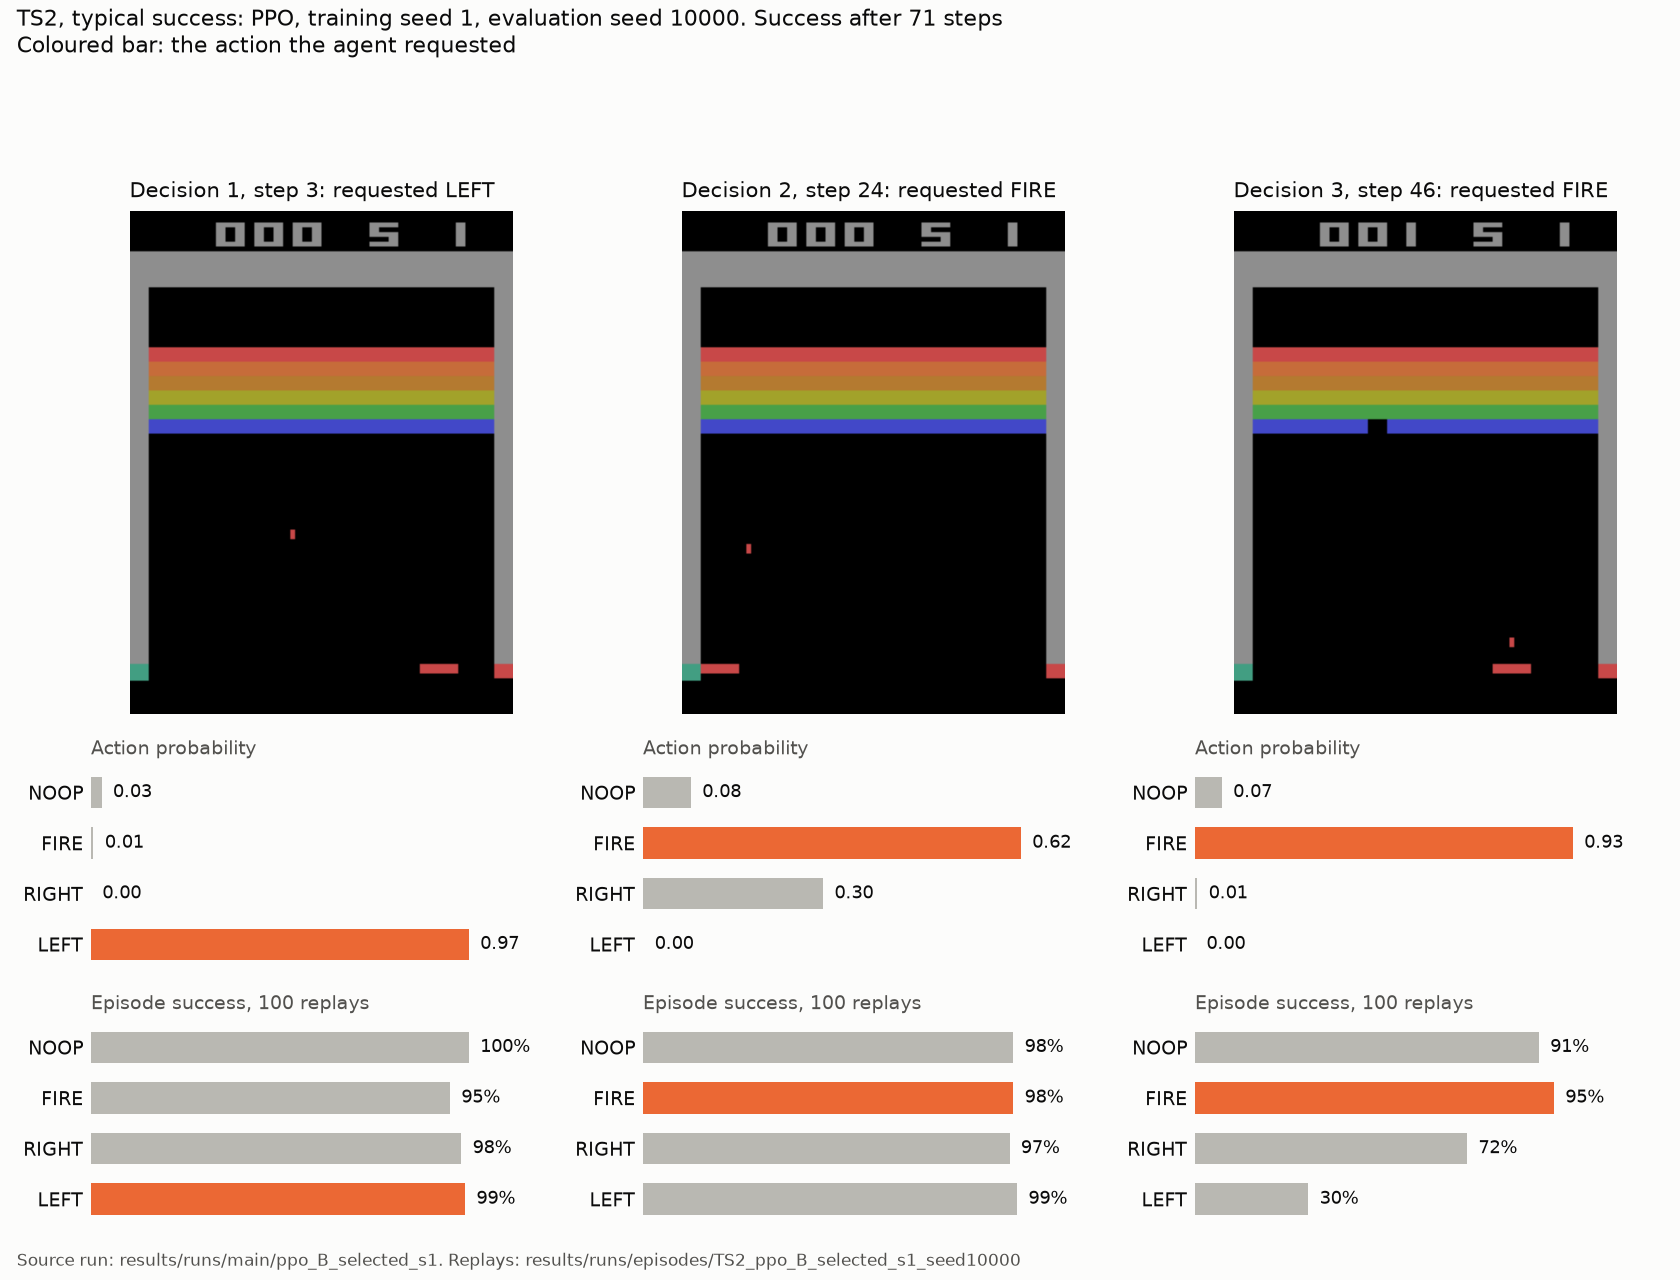 TS2, typical success: PPO, training seed 1, evaluation seed 10000. Success after 71 steps
Coloured bar: the action the agent requested
Decision 1, step 3: requested LEFT
000 5 1
Action probability
NOOP 0.03
FIRE 0.01
RIGHT 0.00
LEFT 0.97
Episode success, 100 replays
NOOP 100%
FIRE 95%
RIGHT 98%
LEFT 99%
Decision 2, step 24: requested FIRE
000 5 1
Action probability
NOOP 0.08
FIRE 0.62
RIGHT 0.30
LEFT 0.00
Episode success, 100 replays
NOOP 98%
FIRE 98%
RIGHT 97%
LEFT 99%
Decision 3, step 46: requested FIRE
001 5 1
Action probability
NOOP 0.07
FIRE 0.93
RIGHT 0.01
LEFT 0.00
Episode success, 100 replays
NOOP 91%
FIRE 95%
RIGHT 72%
LEFT 30%
Source run: results/runs/main/ppo_B_selected_s1. Replays: results/runs/episodes/TS2_ppo_B_selected_s1_seed10000